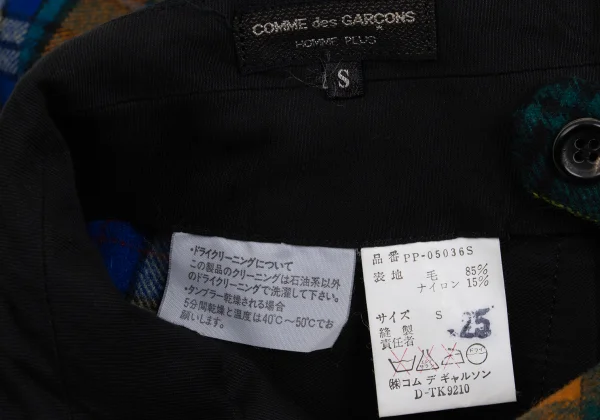 COMME des GARÇONS
HOMME PLUS
S
・ドライクリーニングについて
この製品のクリーニングは石油系以外
のドライクリーニングで洗濯して下さい。
・タンブラー乾燥される場合
5分間乾燥と温度は40℃〜50℃でお
願いします。
品番 PP-05036S
表地 毛 85%
ナイロン 15%
サイズ S
25
縫製
責任者
㈱コム デ ギャルソン
D-TK9210